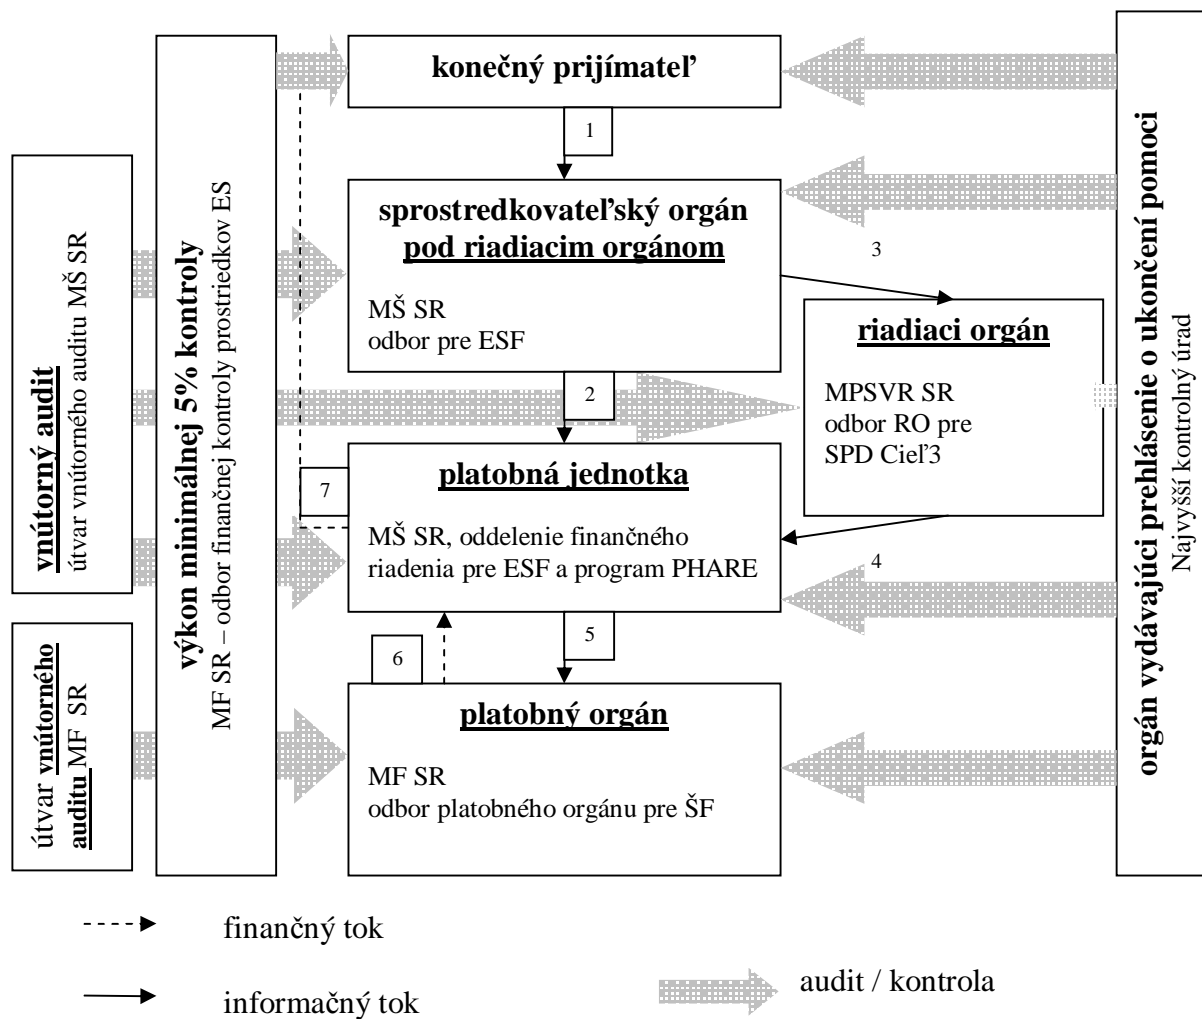 konečný prijímateľ
1
sprostredkovateľský orgán
pod riadiacim orgánom
MŠ SR
odbor pre ESF
3
riadiaci orgán
MPSVR SR
odbor RO pre
SPD Cieľ3
2
platobná jednotka
MŠ SR, oddelenie finančného
riadenia pre ESF a program PHARE
7
4
5
6
platobný orgán
MF SR
odbor platobného orgánu pre ŠF
vnútorný audit
útvar vnútorného auditu MŠ SR
útvar vnútorného
auditu MF SR
výkon minimálnej 5% kontroly
MF SR – odbor finančnej kontroly prostriedkov ES
orgán vydávajúci prehlásenie o ukončení pomoci
Najvyšší kontrolný úrad
finančný tok
informačný tok
audit / kontrola